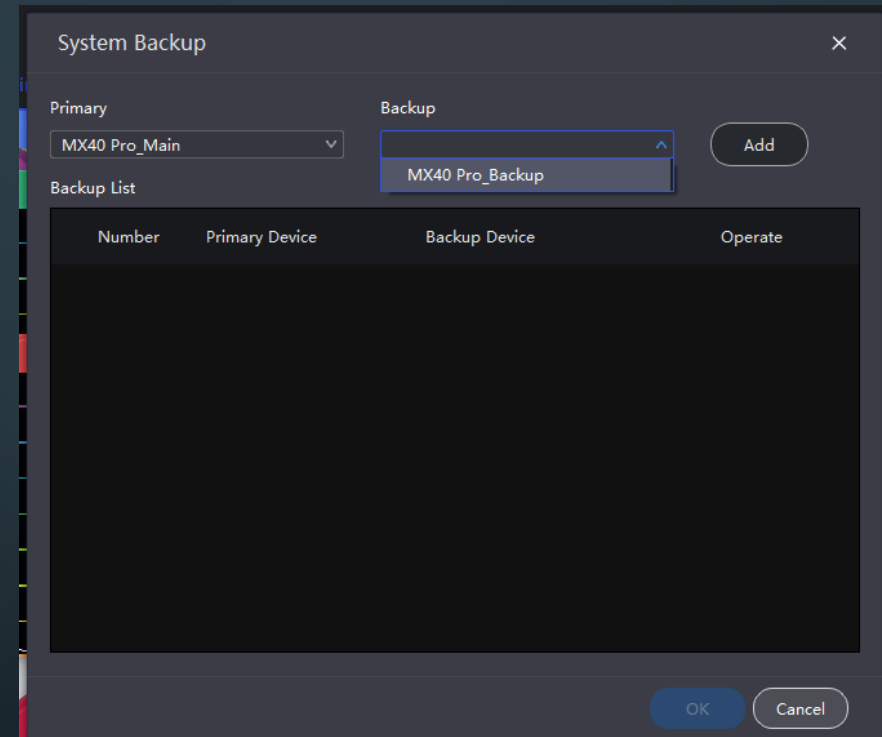 System Backup
Primary
Backup
MX40 Pro_Main
Add
MX40 Pro_Backup
Backup List
Number Primary Device Backup Device Operate
OK Cancel